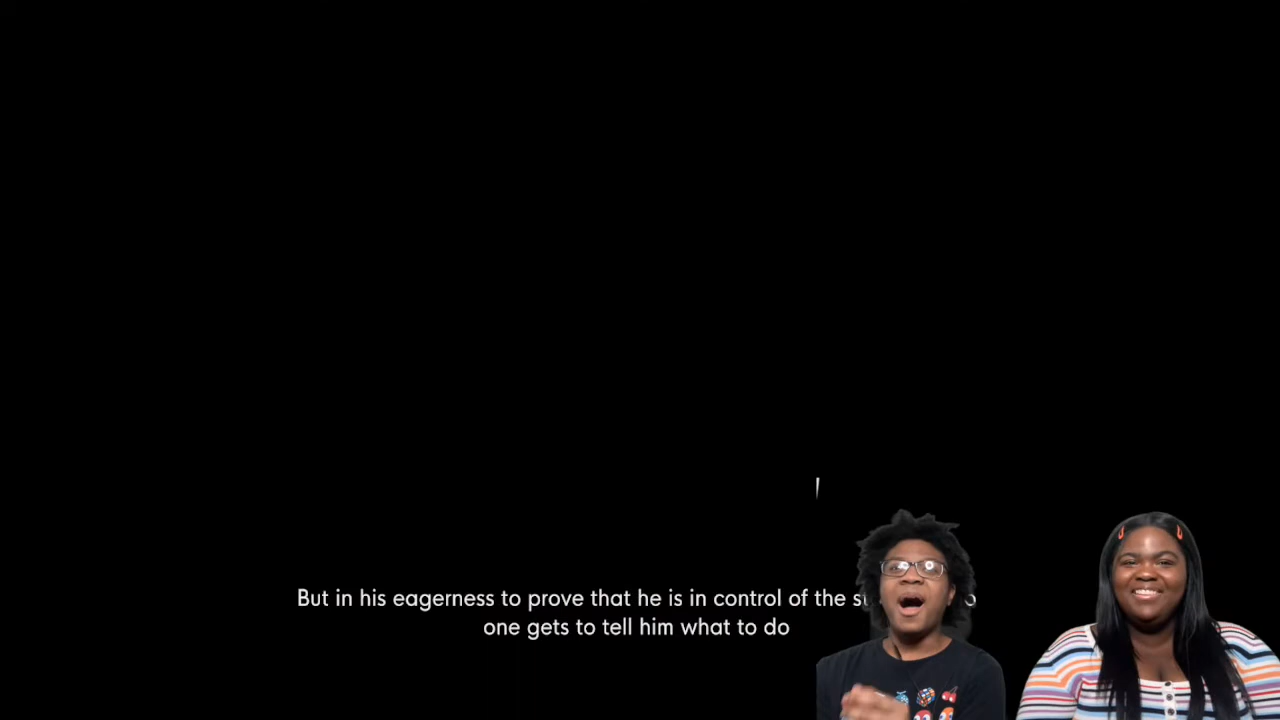 But in his eagerness to prove that he is in control of the
one gets to tell him what to do